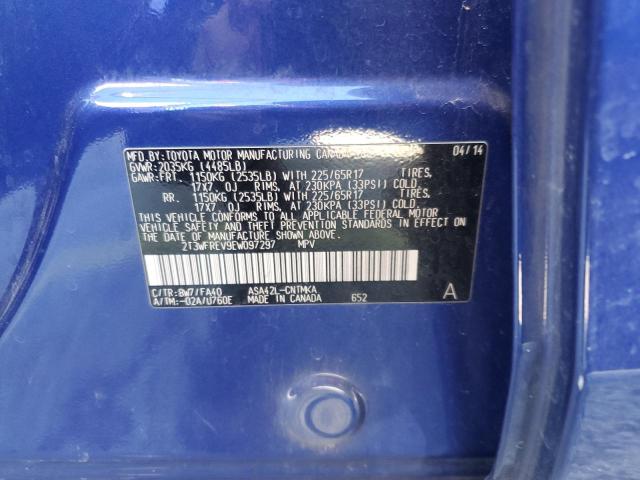 MFD.BY:TOYOTA MOTOR MANUFACTURING CANADA 04/14
GVWR:2035KG (4485LB)
GAWR:FRT. 1150KG (2535LB) WITH 225/65R17 TIRES.
17X7. OJ RIMS. AT 230KPA (33PSI) COLD.
RR. 1150KG (2535LB) WITH 225/65R17 TIRES.
17X7. OJ RIMS. AT 230KPA (33PSI) COLD.
THIS VEHICLE CONFORMS TO ALL APPLICABLE FEDERAL MOTOR
VEHICLE SAFETY AND THEFT PREVENTION STANDARDS IN EFFECT ON
THE DATE OF MANUFACTURE SHOWN ABOVE.
2T3WFREV9EW097297 MPV
C/TR:8W7/FA40 ASA42L-CNTMKA
A/TM:-02A/U760E MADE IN CANADA 652 A